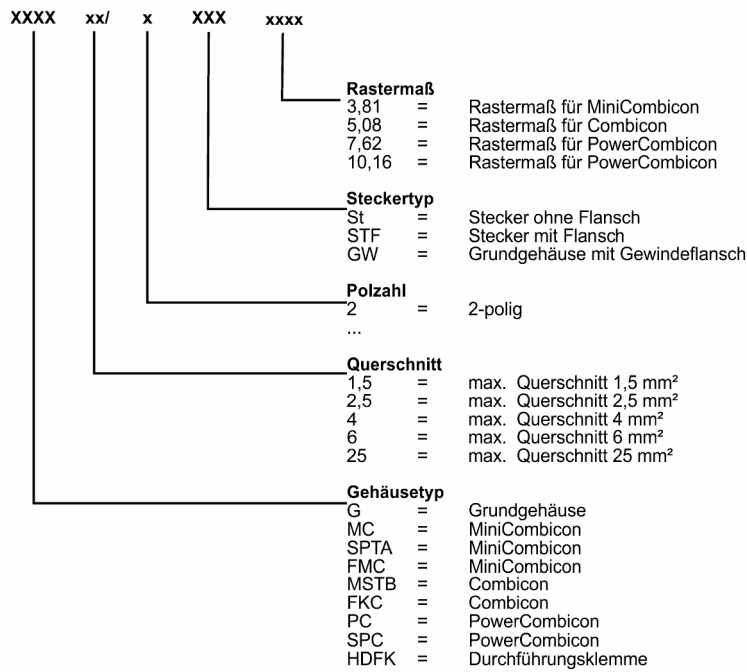 XXXX xx/ x XXX xxxx
Rastermaß
3,81 = Rastermaß für MiniCombicon
5,08 = Rastermaß für Combicon
7,62 = Rastermaß für PowerCombicon
10,16 = Rastermaß für PowerCombicon
Steckertyp
St = Stecker ohne Flansch
STF = Stecker mit Flansch
GW = Grundgehäuse mit Gewindeflansch
Polzahl
2 = 2-polig
...
Querschnitt
1,5 = max. Querschnitt 1,5 mm²
2,5 = max. Querschnitt 2,5 mm²
4 = max. Querschnitt 4 mm²
6 = max. Querschnitt 6 mm²
25 = max. Querschnitt 25 mm²
Gehäusetyp
G = Grundgehäuse
MC = MiniCombicon
SPTA = MiniCombicon
FMC = MiniCombicon
MSTB = Combicon
FKC = Combicon
PC = PowerCombicon
SPC = PowerCombicon
HDFK = Durchführungsklemme